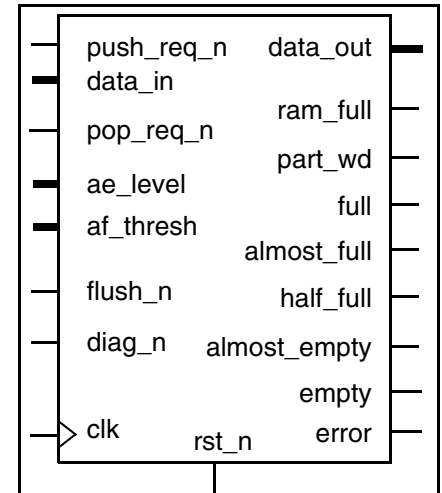 push_req_n data_out
data_in
ram_full
pop_req_n
part_wd
ae_level
full
af_thresh
almost_full
flush_n
half_full
diag_n almost_empty
empty
clk rst_n error